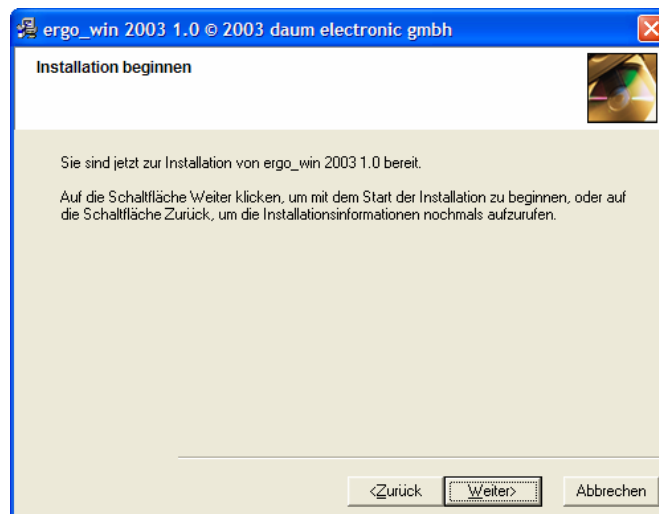 ergo_win 2003 1.0 © 2003 daum electronic gmbh
Installation beginnen
Sie sind jetzt zur Installation von ergo_win 2003 1.0 bereit.
Auf die Schaltfläche Weiter klicken, um mit dem Start der Installation zu beginnen, oder auf
die Schaltfläche Zurück, um die Installationsinformationen nochmals aufzurufen.
<Zurück Weiter> Abbrechen